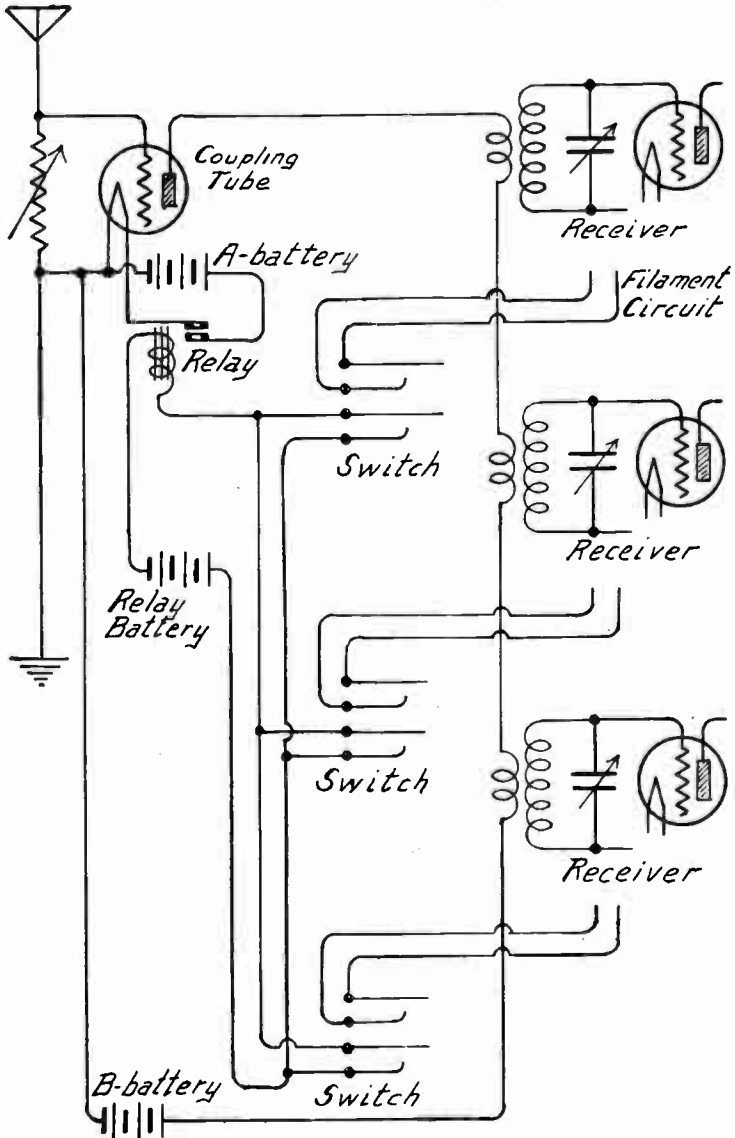 Coupling
Tube
Receiver
A-battery
Filament
Circuit
Relay
Switch
Receiver
Relay
Battery
Switch
Receiver
B-battery
Switch